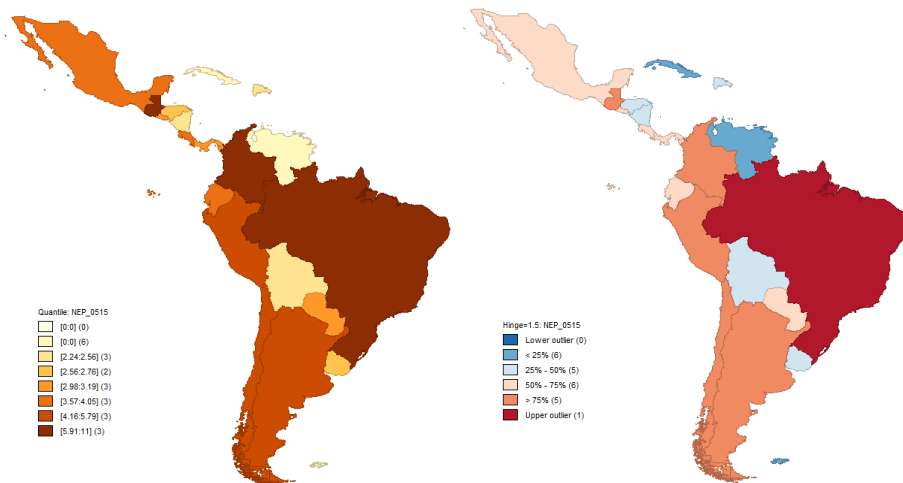 Quantile: NEP_0515
[0:0] (0)
[0:0] (6)
[2.24:2.56] (3)
[2.56:2.76] (2)
[2.98:3.19] (3)
[3.57:4.05] (3)
[4.16:5.79] (3)
[5.91:11] (3)
Hinge=1.5: NEP_0515
Lower outlier (0)
< 25% (6)
25% - 50% (5)
50% - 75% (6)
> 75% (5)
Upper outlier (1)